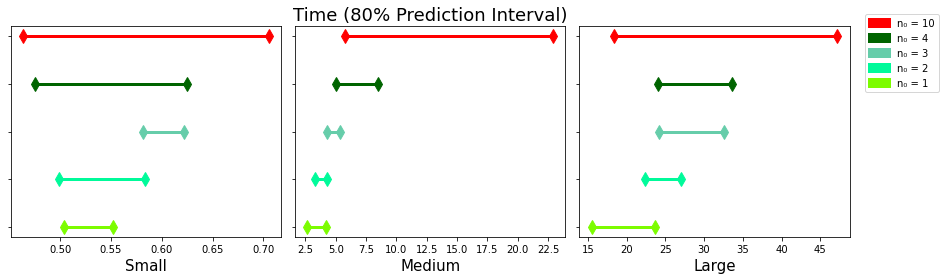 Time (80% Prediction Interval)
n₀ = 10
n₀ = 4
n₀ = 3
n₀ = 2
n₀ = 1
0.50 0.55 0.60 0.65 0.70
2.5 5.0 7.5 10.0 12.5 15.0 17.5 20.0 22.5
15 20 25 30 35 40 45
Small
Medium
Large